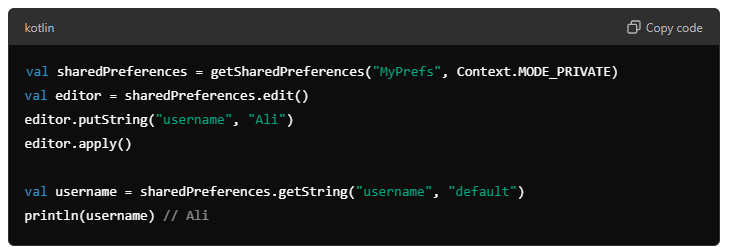 kotlin
Copy code
val sharedPreferences = getSharedPreferences("MyPrefs", Context.MODE_PRIVATE)
val editor = sharedPreferences.edit()
editor.putString("username", "Ali")
editor.apply()
val username = sharedPreferences.getString("username", "default")
println(username) // Ali